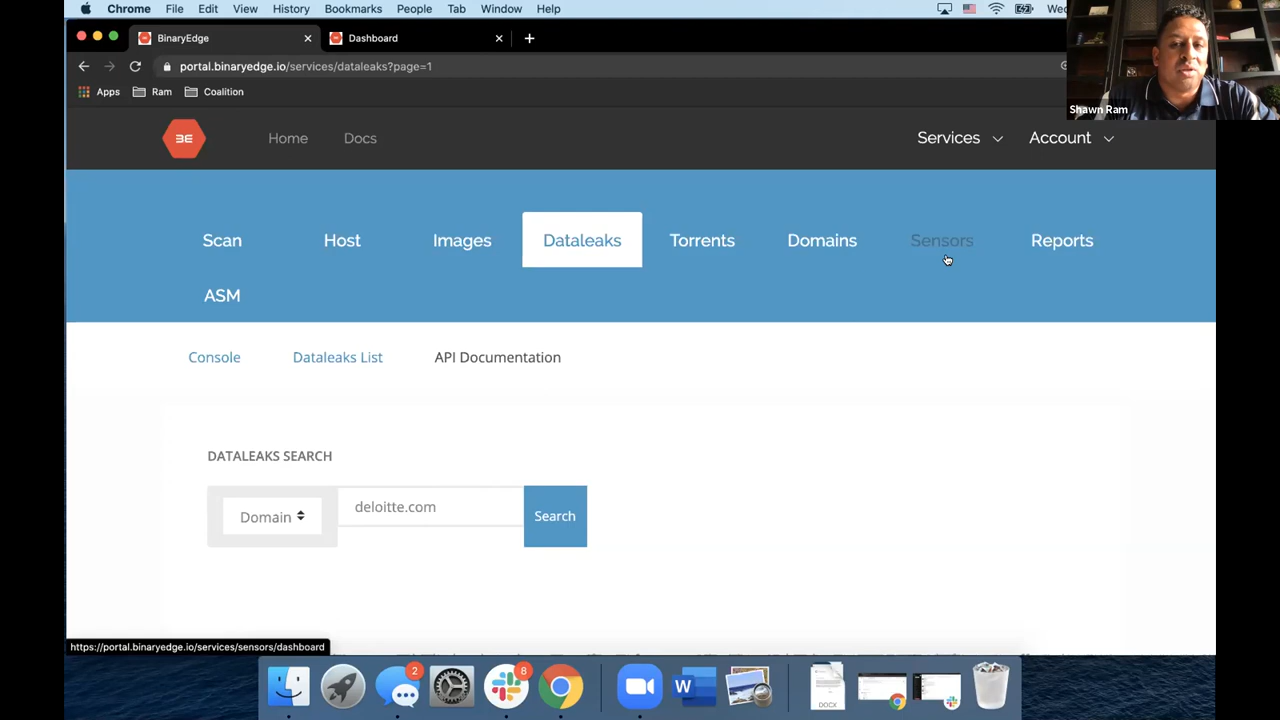 Chrome File Edit View History Bookmarks People Tab Window Help Wed
BinaryEdge Dashboard
portal.binaryedge.io/services/dataleaks?page=1
Shawn Ram
Apps Ram Coalition
BE Home Docs Services Account
Scan Host Images Dataleaks Torrents Domains Sensors Reports
ASM
Console Dataleaks List API Documentation
DATALEAKS SEARCH
Domain deloitte.com Search
https://portal.binaryedge.io/services/sensors/dashboard
2 8
W DOCX